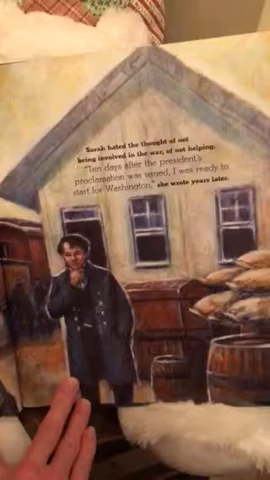 Sarah hated the thought of not
being involved in the war, of not helping.
"Ten days after the president's
proclamation was issued, I was ready to
start for Washington," she wrote years later.